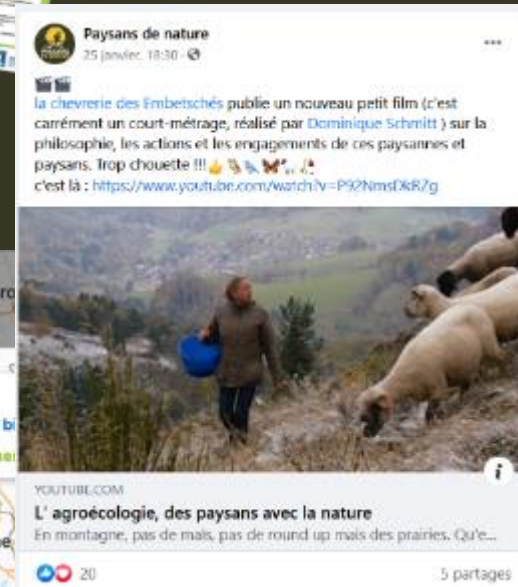 Paysans de nature
25 janvier, 18:30
la chevrerie des Embetschés publie un nouveau petit film (c'est
carrément un court-métrage, réalisé par Dominique Schmitt ) sur la
philosophie, les actions et les engagements de ces paysannes et
paysans. Trop chouette !!!
c'est là : https://www.youtube.com/watch?v=P92NmsDkRZg
YOUTUBE.COM
L' agroécologie, des paysans avec la nature
En montagne, pas de maïs, pas de round up mais des prairies. Qu'e...
20
5 partages